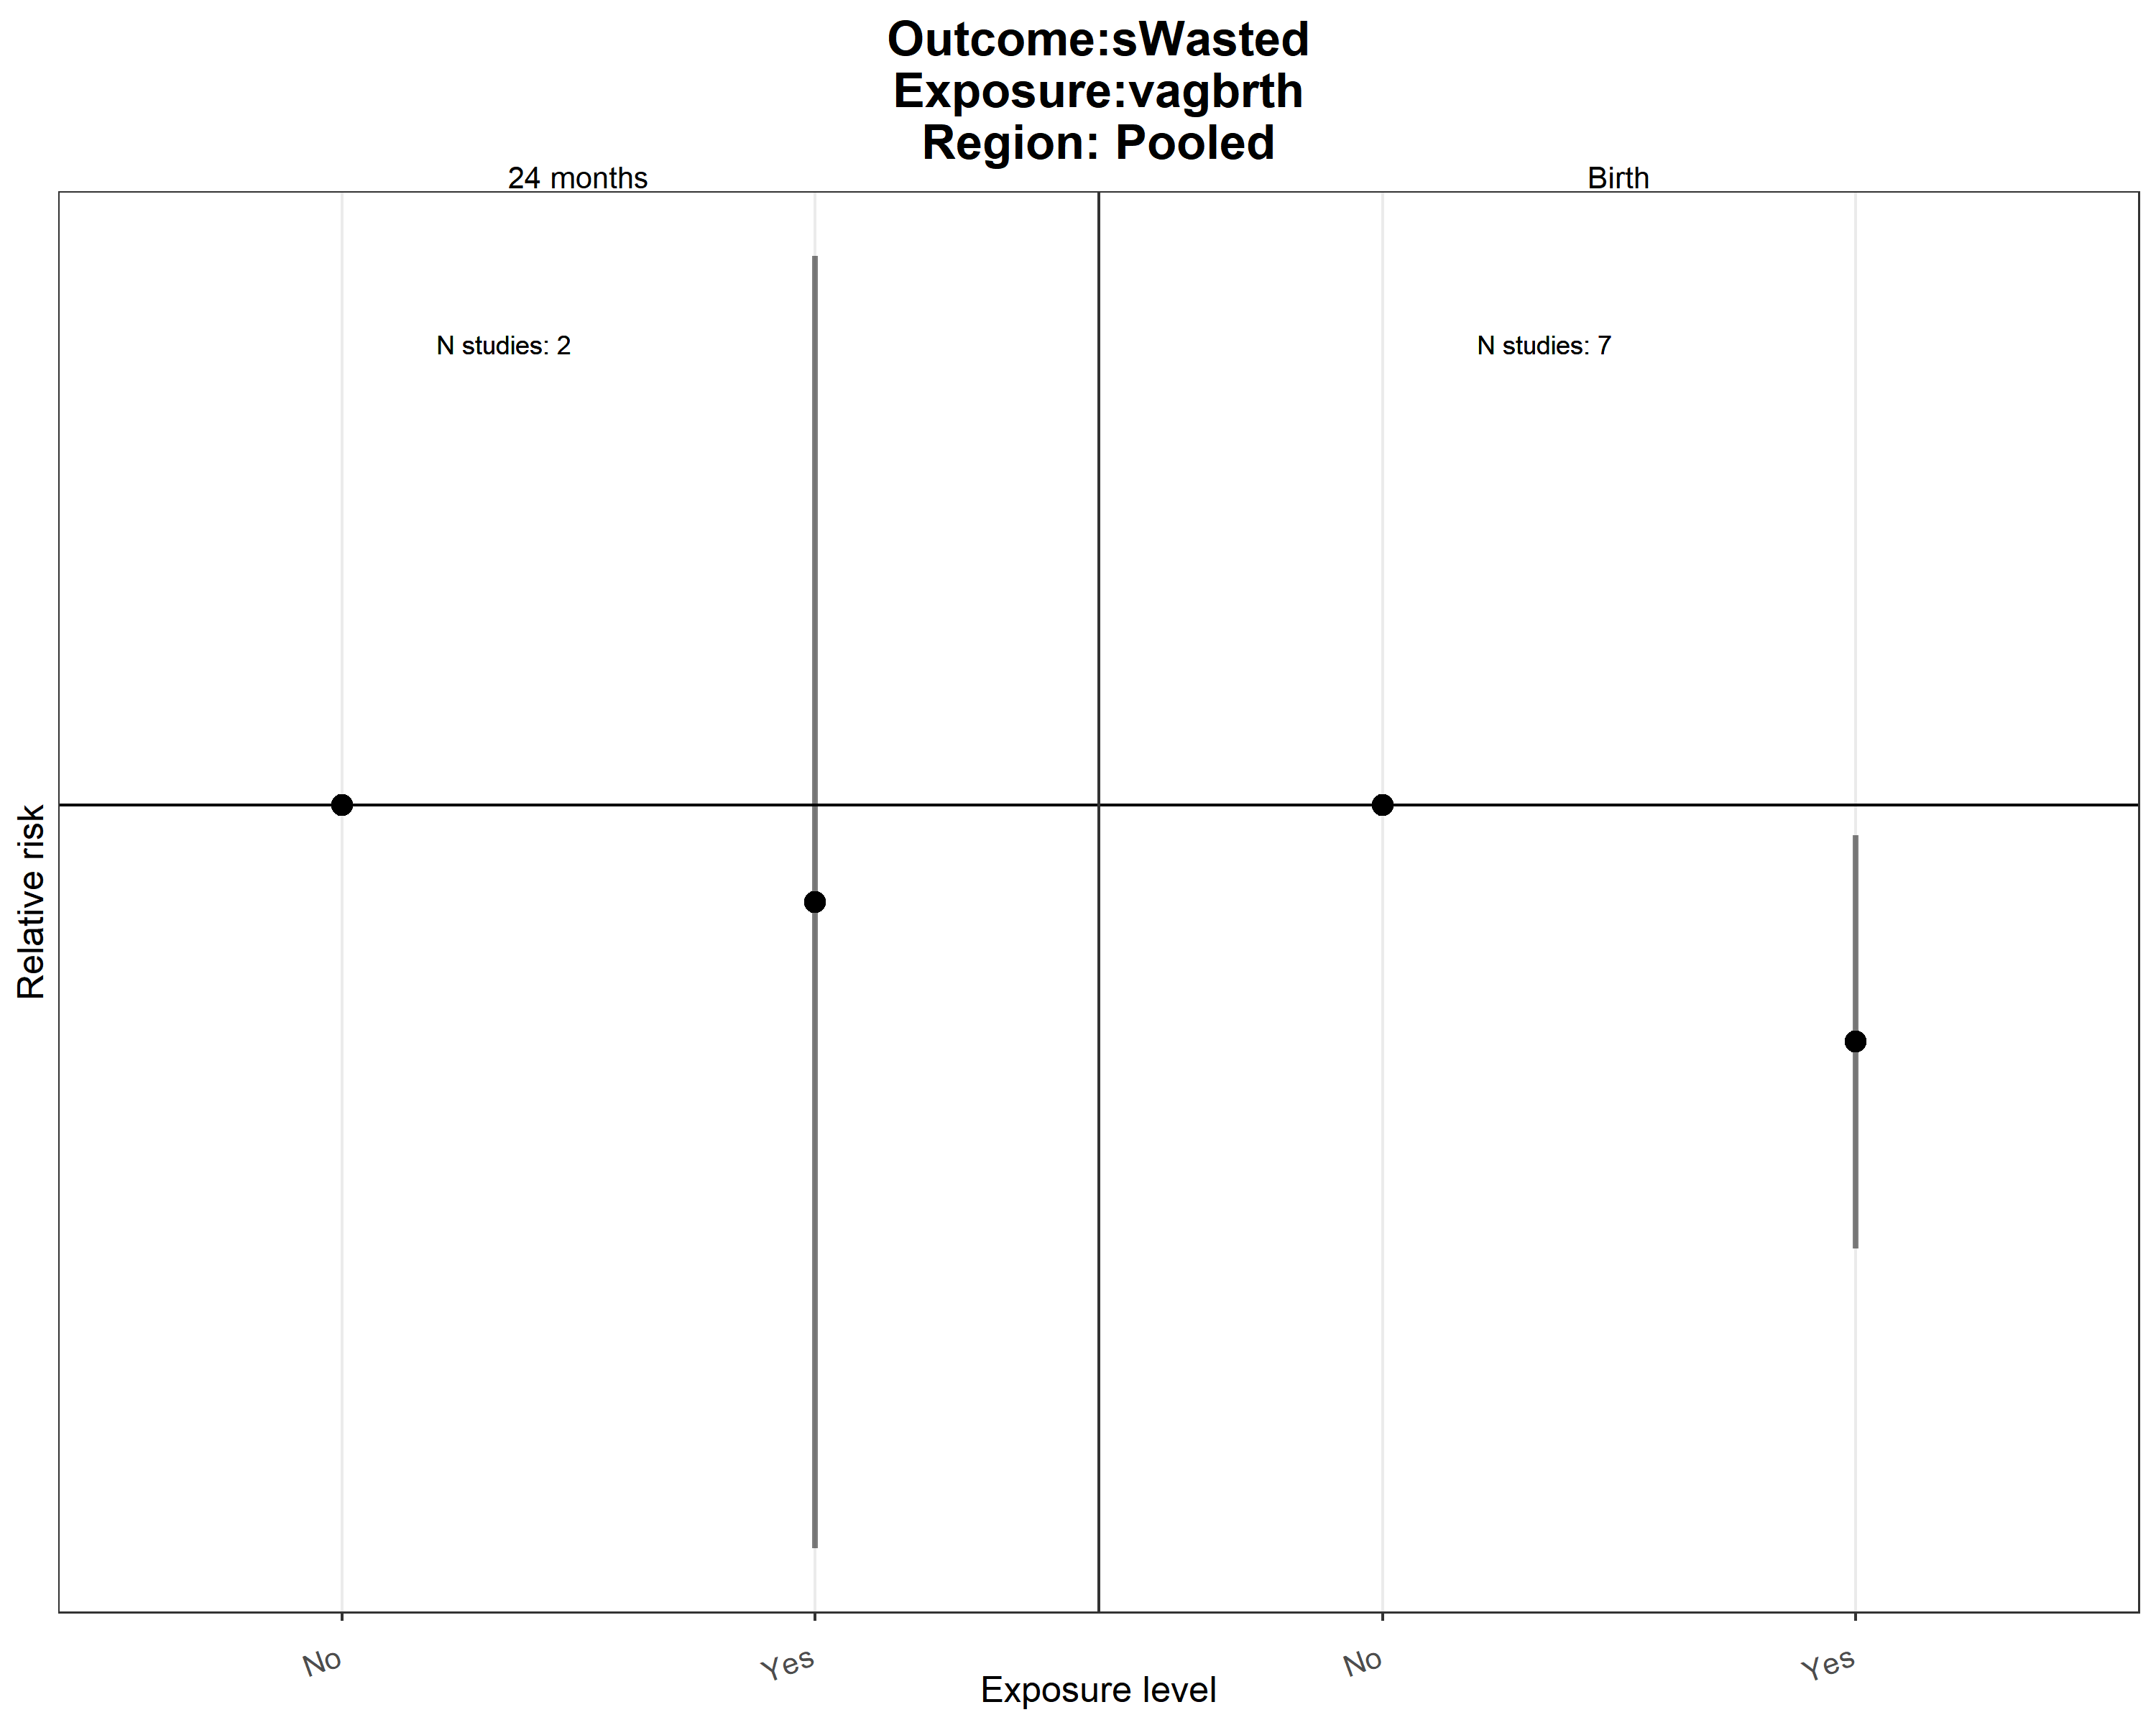 Outcome:sWasted
Exposure:vagbrth
Region: Pooled
24 months
Birth
N studies: 2
N studies: 7
Relative risk
No
Yes
No
Yes
Exposure level